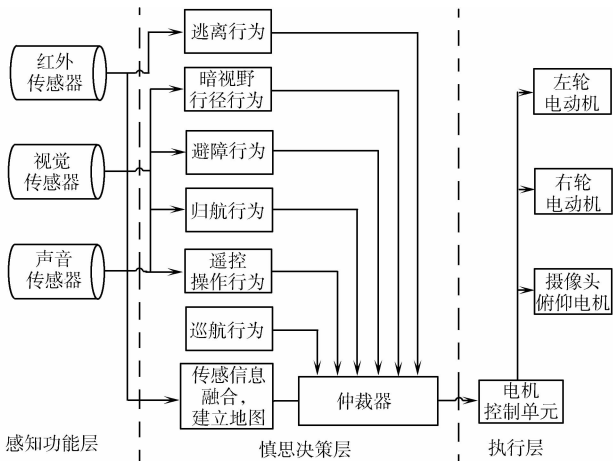 红外
传感器
视觉
传感器
声音
传感器
感知功能层
逃离行为
暗视野
行径行为
避障行为
归航行为
遥控
操作行为
巡航行为
传感信息
融合，
建立地图
仲裁器
慎思决策层
左轮
电动机
右轮
电动机
摄像头
俯仰电机
电机
控制单元
执行层